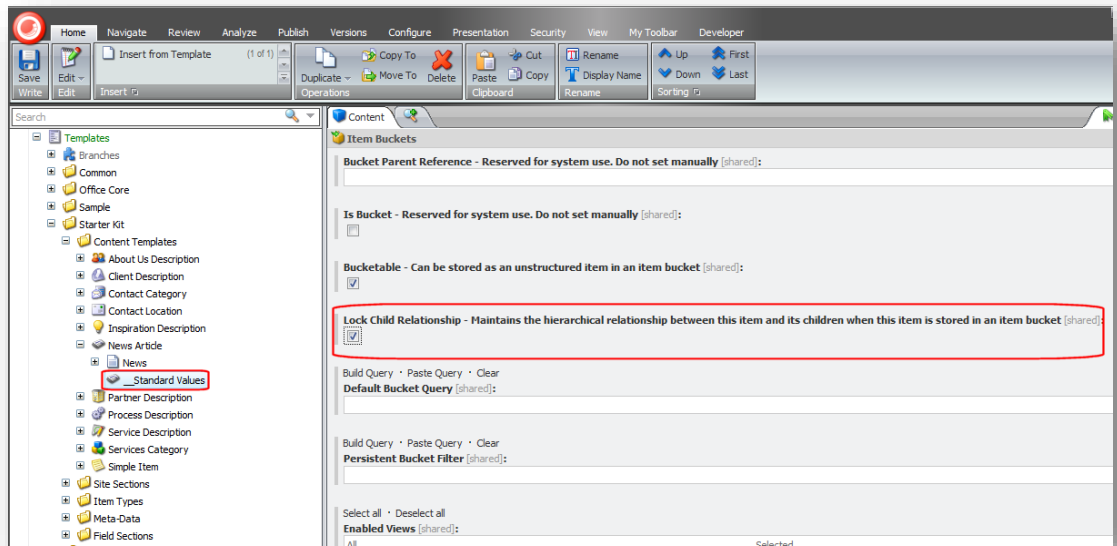 Home Navigate Review Analyze Publish Versions Configure Presentation Security View My Toolbar Developer
Save
Write
Edit
Edit
Insert from Template (1 of 1)
Insert
Duplicate
Copy To
Move To
Delete
Operations
Paste
Cut
Copy
Clipboard
Rename
Display Name
Rename
Up
Down
First
Last
Sorting
Search
Templates
Branches
Common
Office Core
Sample
Starter Kit
Content Templates
About Us Description
Client Description
Contact Category
Contact Location
Inspiration Description
News Article
News
__Standard Values
Partner Description
Process Description
Service Description
Services Category
Simple Item
Site Sections
Item Types
Meta-Data
Field Sections
Content
Item Buckets
Bucket Parent Reference - Reserved for system use. Do not set manually [shared]:
Is Bucket - Reserved for system use. Do not set manually [shared]:
Bucketable - Can be stored as an unstructured item in an item bucket [shared]:
Lock Child Relationship - Maintains the hierarchical relationship between this item and its children when this item is stored in an item bucket [shared]:
Build Query · Paste Query · Clear
Default Bucket Query [shared]:
Build Query · Paste Query · Clear
Persistent Bucket Filter [shared]:
Select all · Deselect all
Enabled Views [shared]:
All Selected